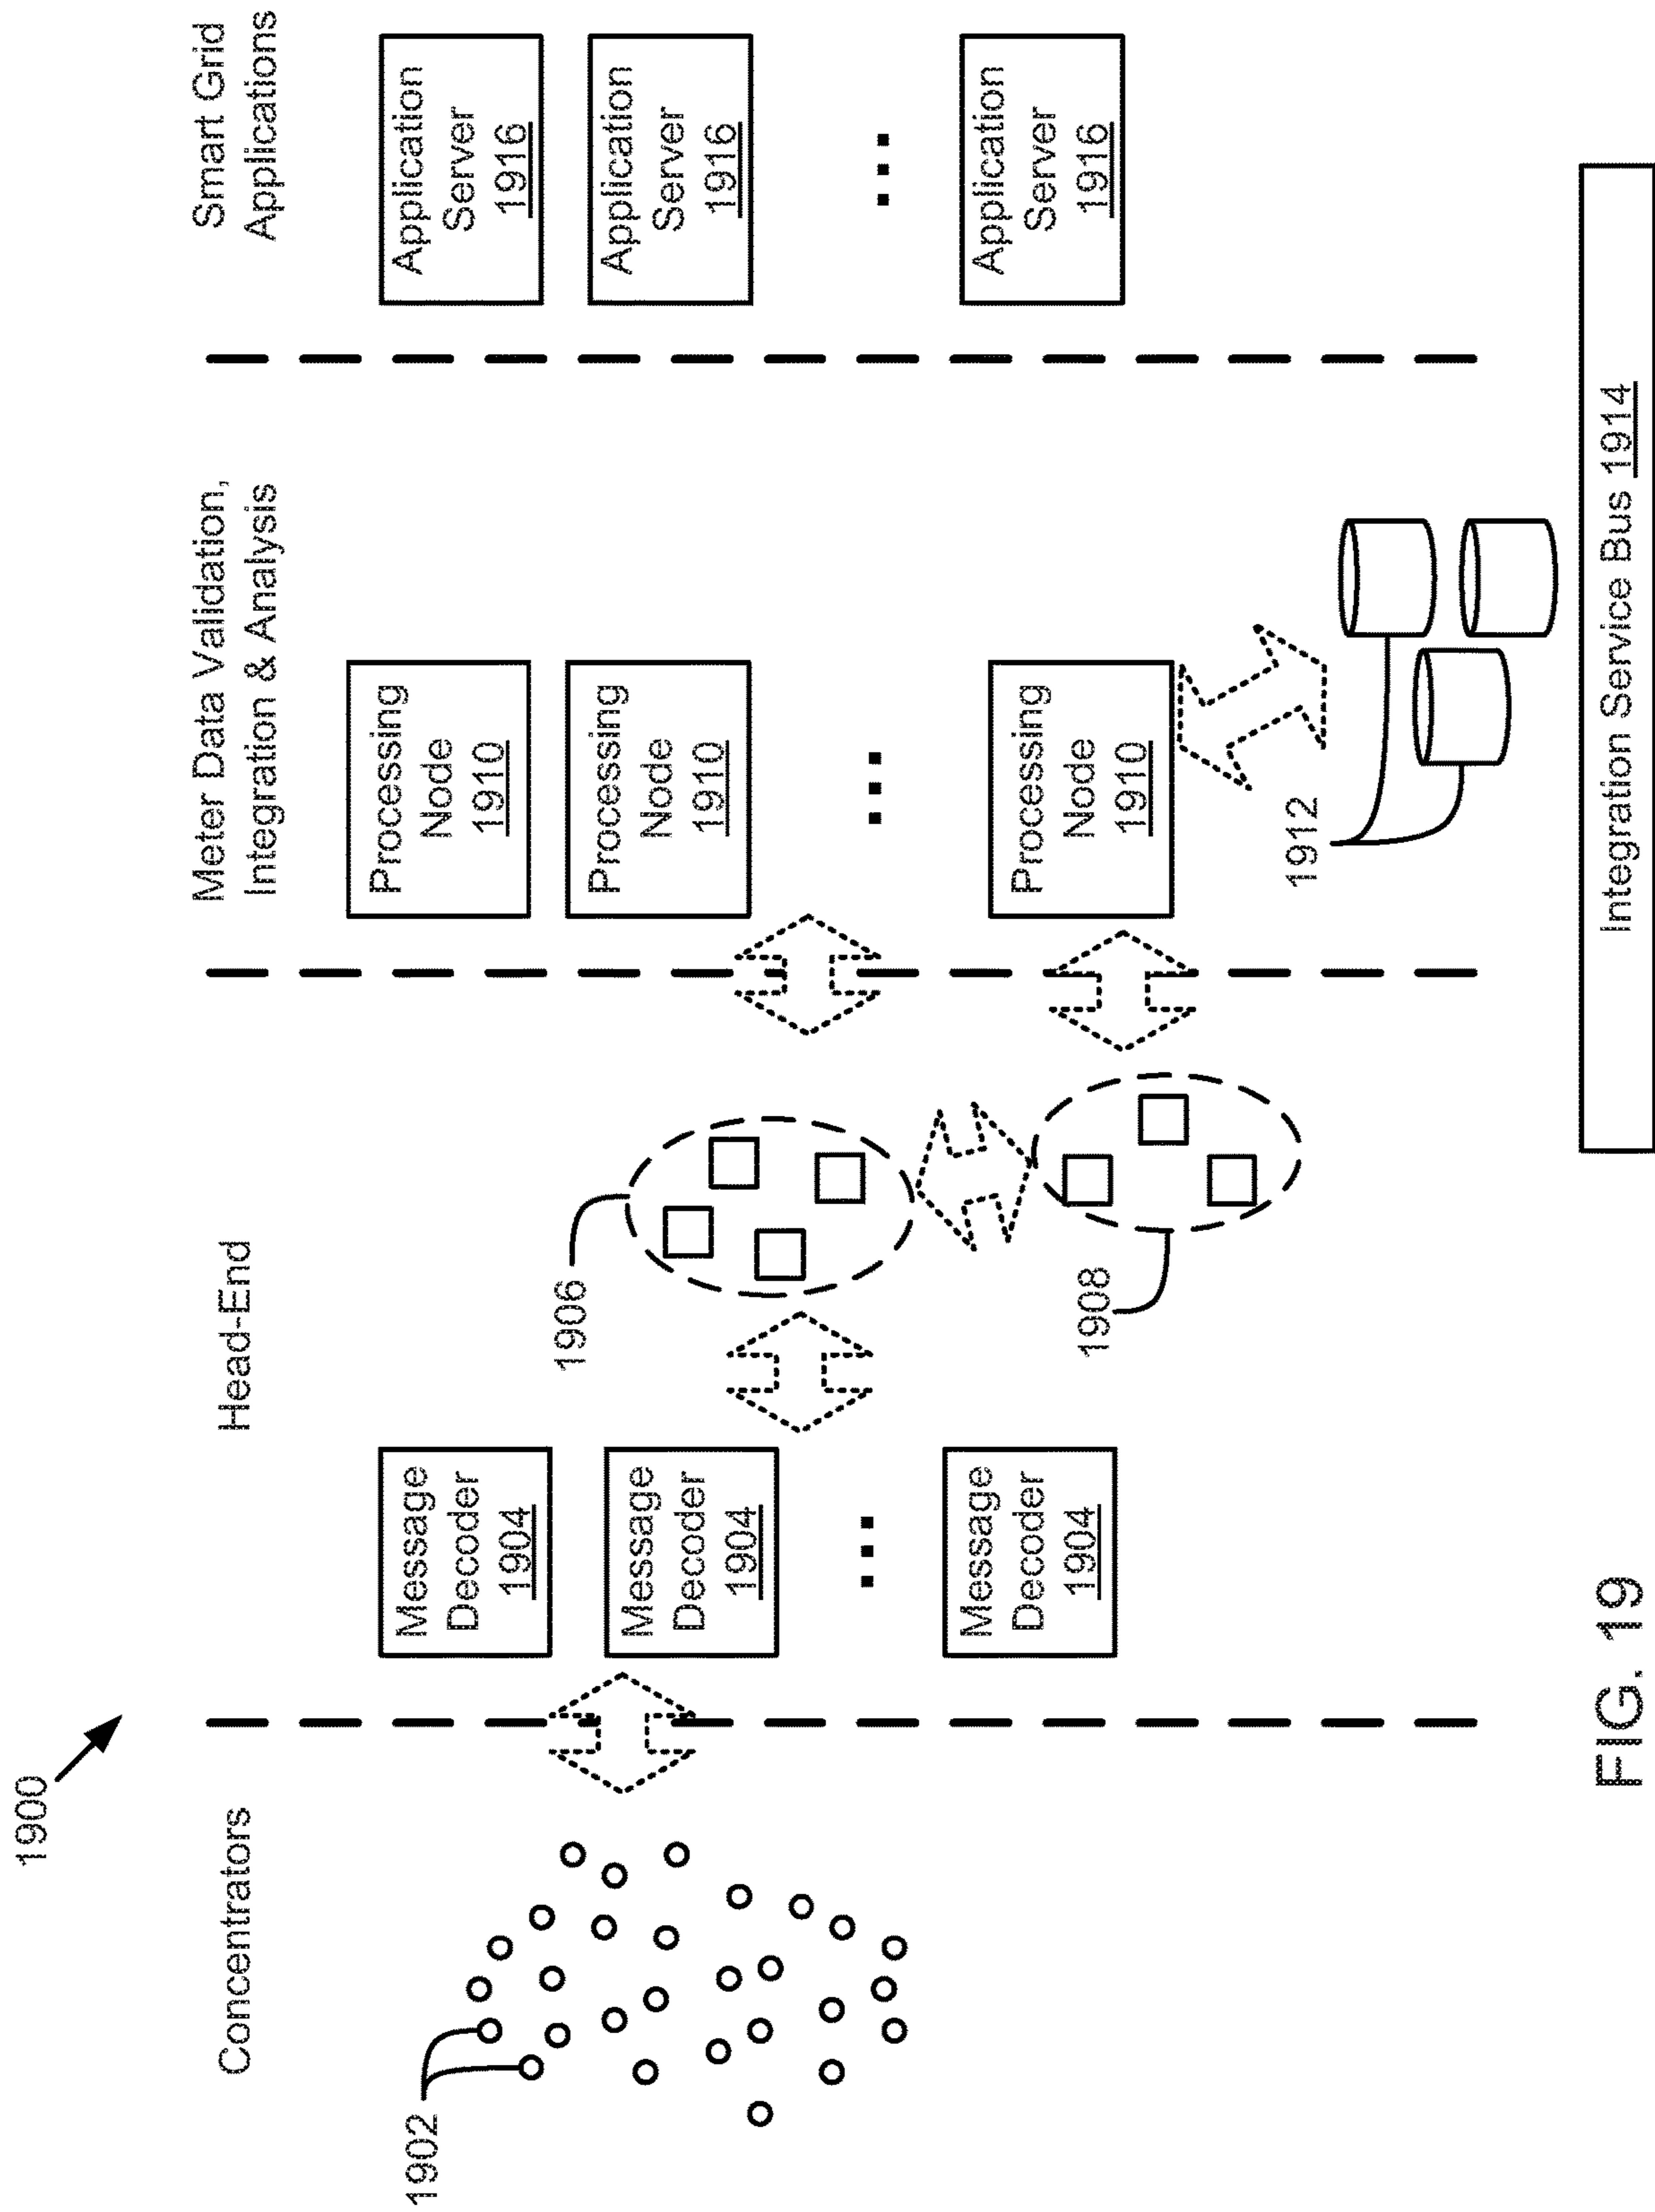 1900
Concentrators
1902
Head-End
Message
Decoder
1904
Message
Decoder
1904
...
Message
Decoder
1904
1906
1908
Meter Data Validation,
Integration & Analysis
Processing
Node
1910
Processing
Node
1910
...
Processing
Node
1910
1912
Smart Grid
Applications
Application
Server
1916
Application
Server
1916
...
Application
Server
1916
Integration Service Bus 1914
FIG. 19